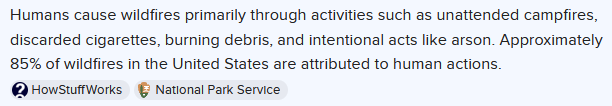 Humans cause wildfires primarily through activities such as unattended campfires,
discarded cigarettes, burning debris, and intentional acts like arson. Approximately
85% of wildfires in the United States are attributed to human actions.
HowStuffWorks National Park Service